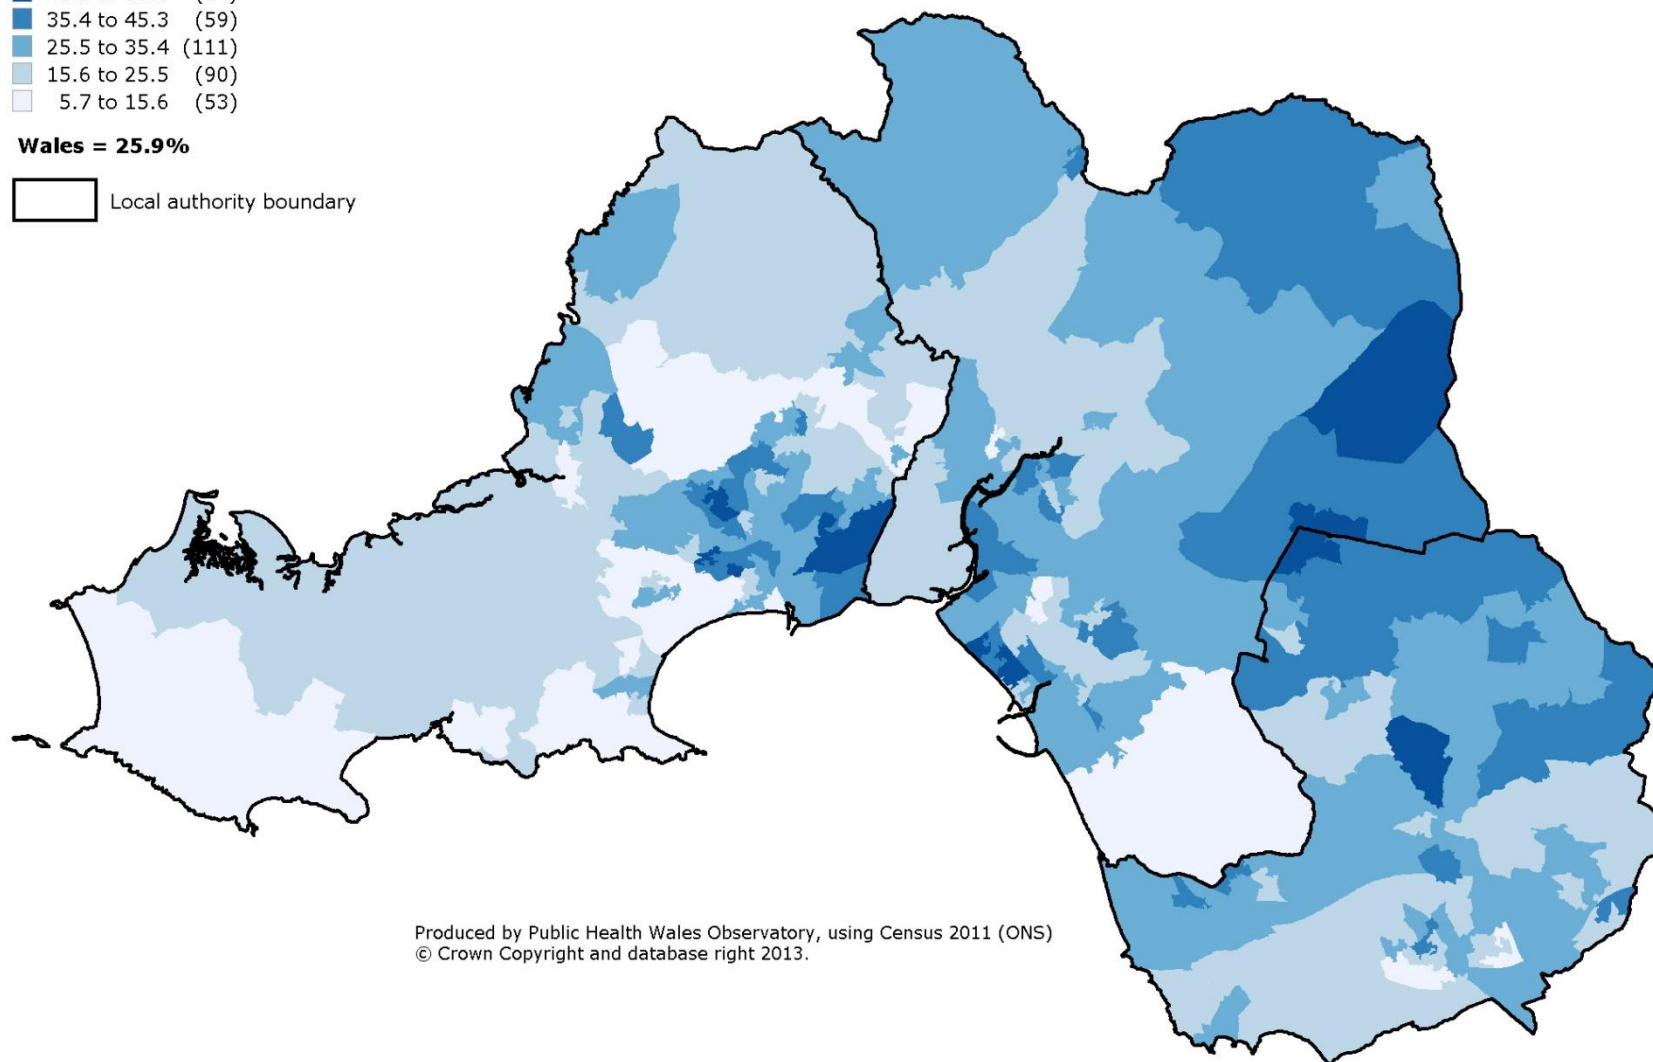 35.4 to 45.3 (59)
25.5 to 35.4 (111)
15.6 to 25.5 (90)
5.7 to 15.6 (53)
Wales = 25.9%
Local authority boundary
Produced by Public Health Wales Observatory, using Census 2011 (ONS)
© Crown Copyright and database right 2013.